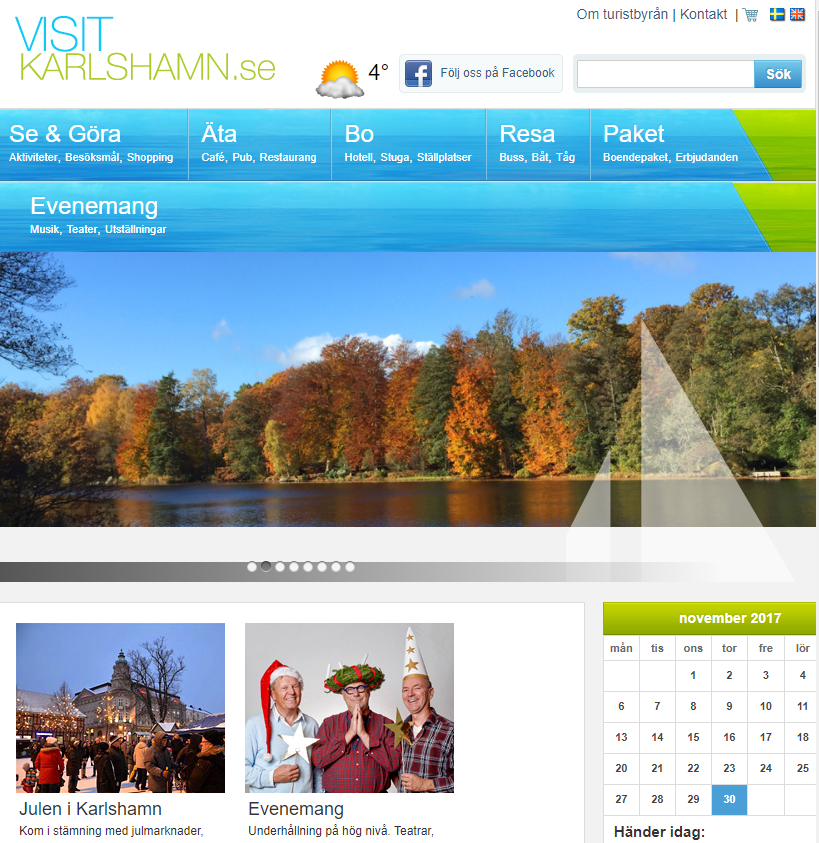 Om turistbyrån | Kontakt |
VISIT
KARLSHAMN.se
4° Följ oss på Facebook Sök
Se & Göra
Aktiviteter, Besöksmål, Shopping
Äta
Café, Pub, Restaurang
Bo
Hotell, Stuga, Ställplatser
Resa
Buss, Båt, Tåg
Paket
Boendepaket, Erbjudanden
Evenemang
Musik, Teater, Utställningar
Julen i Karlshamn
Kom i stämning med julmarknader,
Evenemang
Underhållning på hög nivå. Teatrar,
november 2017
mån tis ons tor fre lör
1 2 3 4
6 7 8 9 10 11
13 14 15 16 17 18
20 21 22 23 24 25
27 28 29 30
Händer idag: